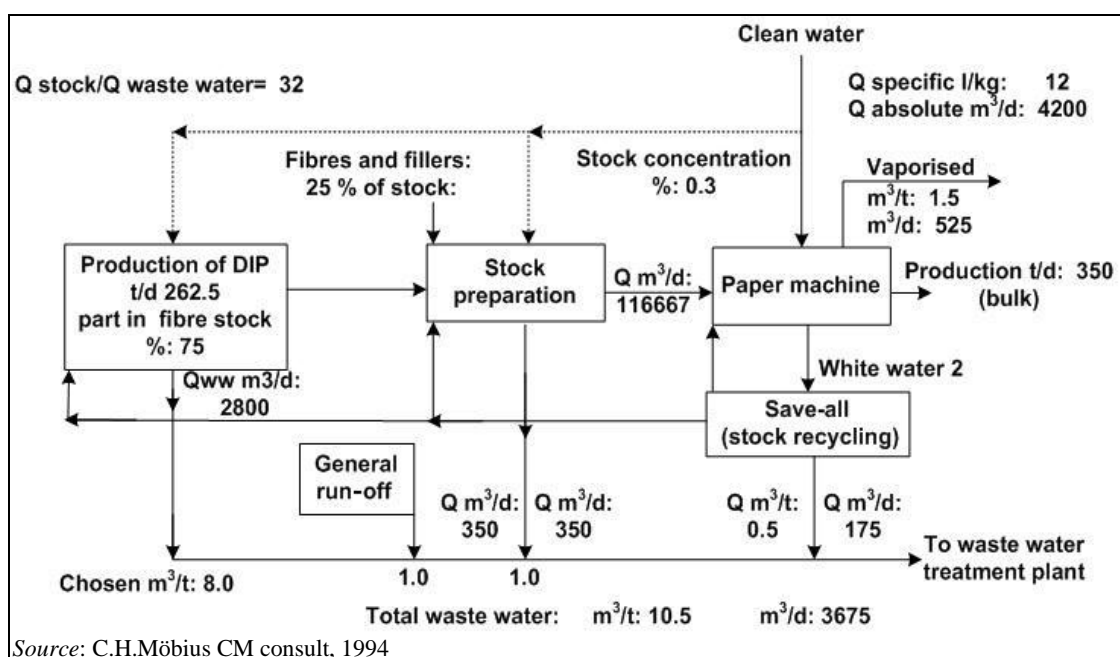 Clean water
Q stock/Q waste water= 32
Q specific l/kg: 12
Q absolute m³/d: 4200
Fibres and fillers:
25 % of stock:
Stock concentration
%: 0.3
Vaporised
m³/t: 1.5
m³/d: 525
Production of DIP
t/d 262.5
part in fibre stock
%: 75
Stock
preparation
Q m³/d:
116667
Paper machine
Production t/d: 350
(bulk)
White water 2
Qww m3/d:
2800
Save-all
(stock recycling)
General
run-off
Q m³/d:
350
Q m³/d:
350
Q m³/t:
0.5
Q m³/d:
175
To waste water
treatment plant
Chosen m³/t: 8.0
1.0
1.0
Total waste water: m³/t: 10.5 m³/d: 3675
Source: C.H.Möbius CM consult, 1994